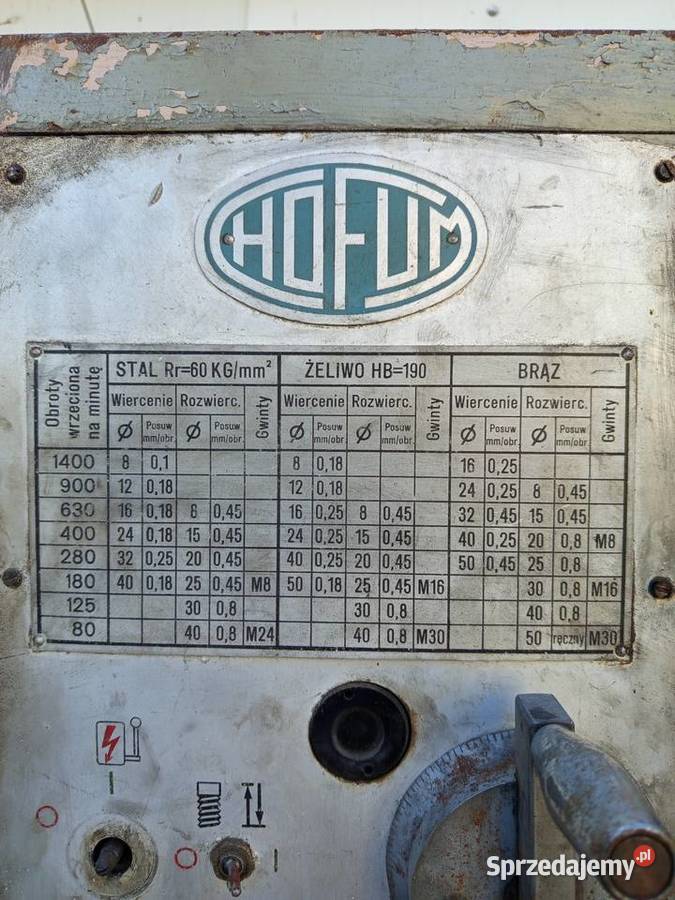 HOFUM
Obroty wrzeciona na minutę STAL Rr=60 KG/mm² ŻELIWO HB=190 BRĄZ
Wiercenie Rozwierc. Gwinty Wiercenie Rozwierc. Gwinty Wiercenie Rozwierc. Gwinty
Ø Posuw mm/obr. Ø Posuw mm/obr. Ø Posuw mm/obr. Ø Posuw mm/obr. Ø Posuw mm/obr. Ø Posuw mm/obr.
1400 8 0,1 8 0,18 16 0,25
900 12 0,18 12 0,18 24 0,25 8 0,45
630 16 0,18 8 0,45 16 0,25 8 0,45 32 0,45 15 0,45
400 24 0,18 15 0,45 24 0,25 15 0,45 40 0,25 20 0,8 M8
280 32 0,25 20 0,45 40 0,25 20 0,45 50 0,45 25 0,8
180 40 0,18 25 0,45 M8 50 0,18 25 0,45 M16 30 0,8 M16
125 30 0,8 30 0,8 40 0,8
80 40 0,8 M24 40 0,8 M30 50 ręczny M30
Sprzedajemy.pl